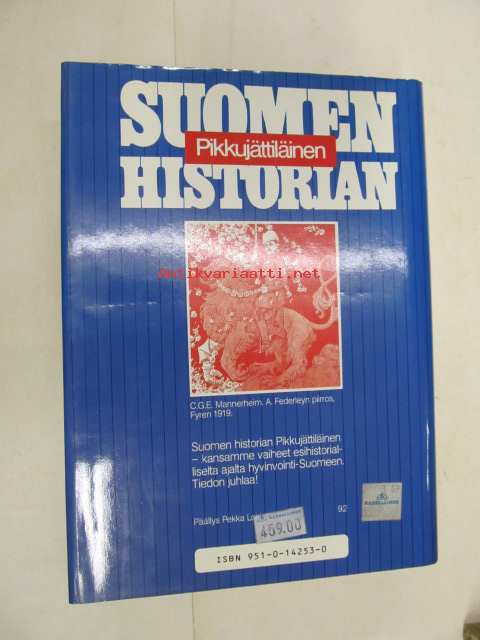 SUOMEN
Pikkujättiläinen
HISTORIAN
Antikvariaatti.net
C.G.E. Mannerheim. A. Federleyn piirros,
Fyren 1919.
Suomen historian Pikkujättiläinen
– kansamme vaiheet esihistorial-
liselta ajalta hyvinvointi-Suomeen.
Tiedon juhlaa!
Päällys Pekka
92
459.00
ISBN 951-0-14253-0